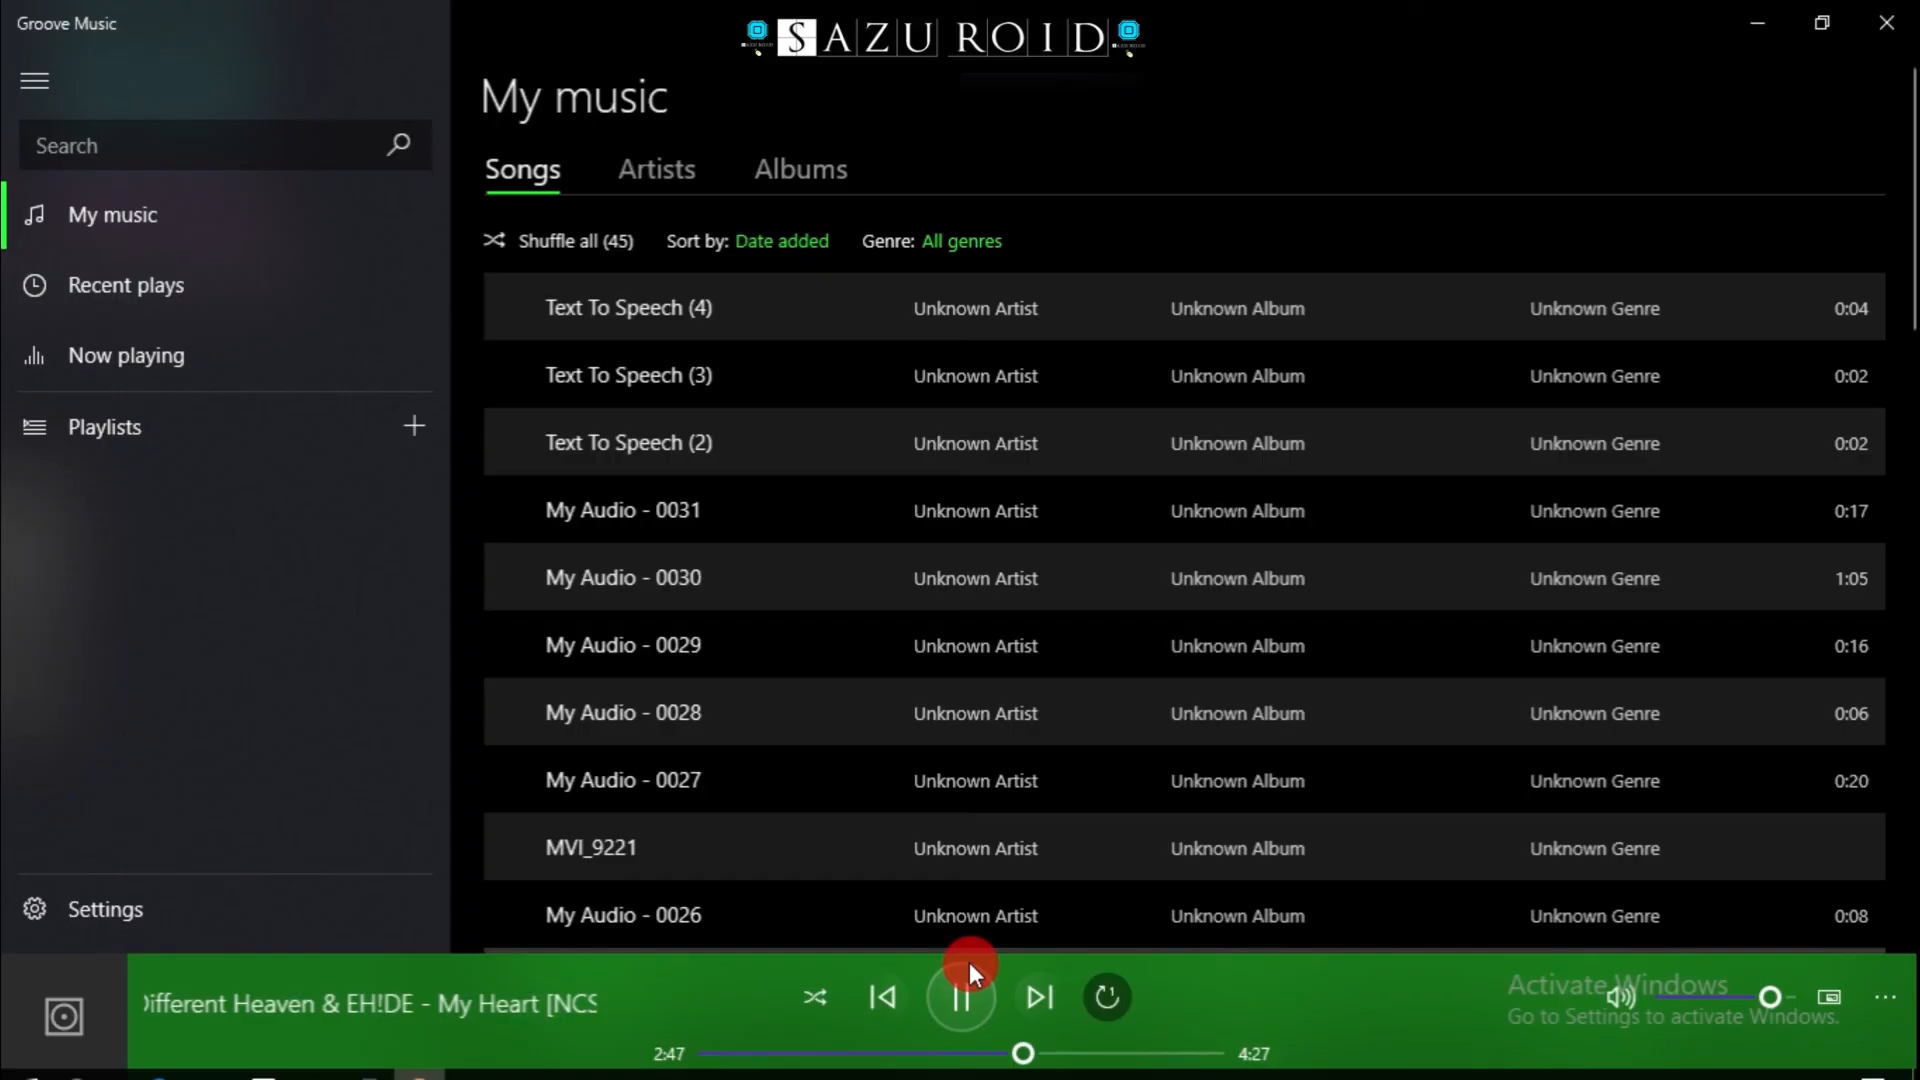 Groove Music
SAZU ROID
My music
Search
Songs Artists Albums
My music
Shuffle all (45) Sort by: Date added Genre: All genres
Recent plays
Text To Speech (4) Unknown Artist Unknown Album Unknown Genre 0:04
Now playing
Text To Speech (3) Unknown Artist Unknown Album Unknown Genre 0:02
Playlists
Text To Speech (2) Unknown Artist Unknown Album Unknown Genre 0:02
My Audio - 0031 Unknown Artist Unknown Album Unknown Genre 0:17
My Audio - 0030 Unknown Artist Unknown Album Unknown Genre 1:05
My Audio - 0029 Unknown Artist Unknown Album Unknown Genre 0:16
My Audio - 0028 Unknown Artist Unknown Album Unknown Genre 0:06
My Audio - 0027 Unknown Artist Unknown Album Unknown Genre 0:20
MVI_9221 Unknown Artist Unknown Album Unknown Genre
Settings
My Audio - 0026 Unknown Artist Unknown Album Unknown Genre 0:08
Different Heaven & EH!DE - My Heart [NCS
Activate Windows
Go to Settings to activate Windows.
2:47 4:27